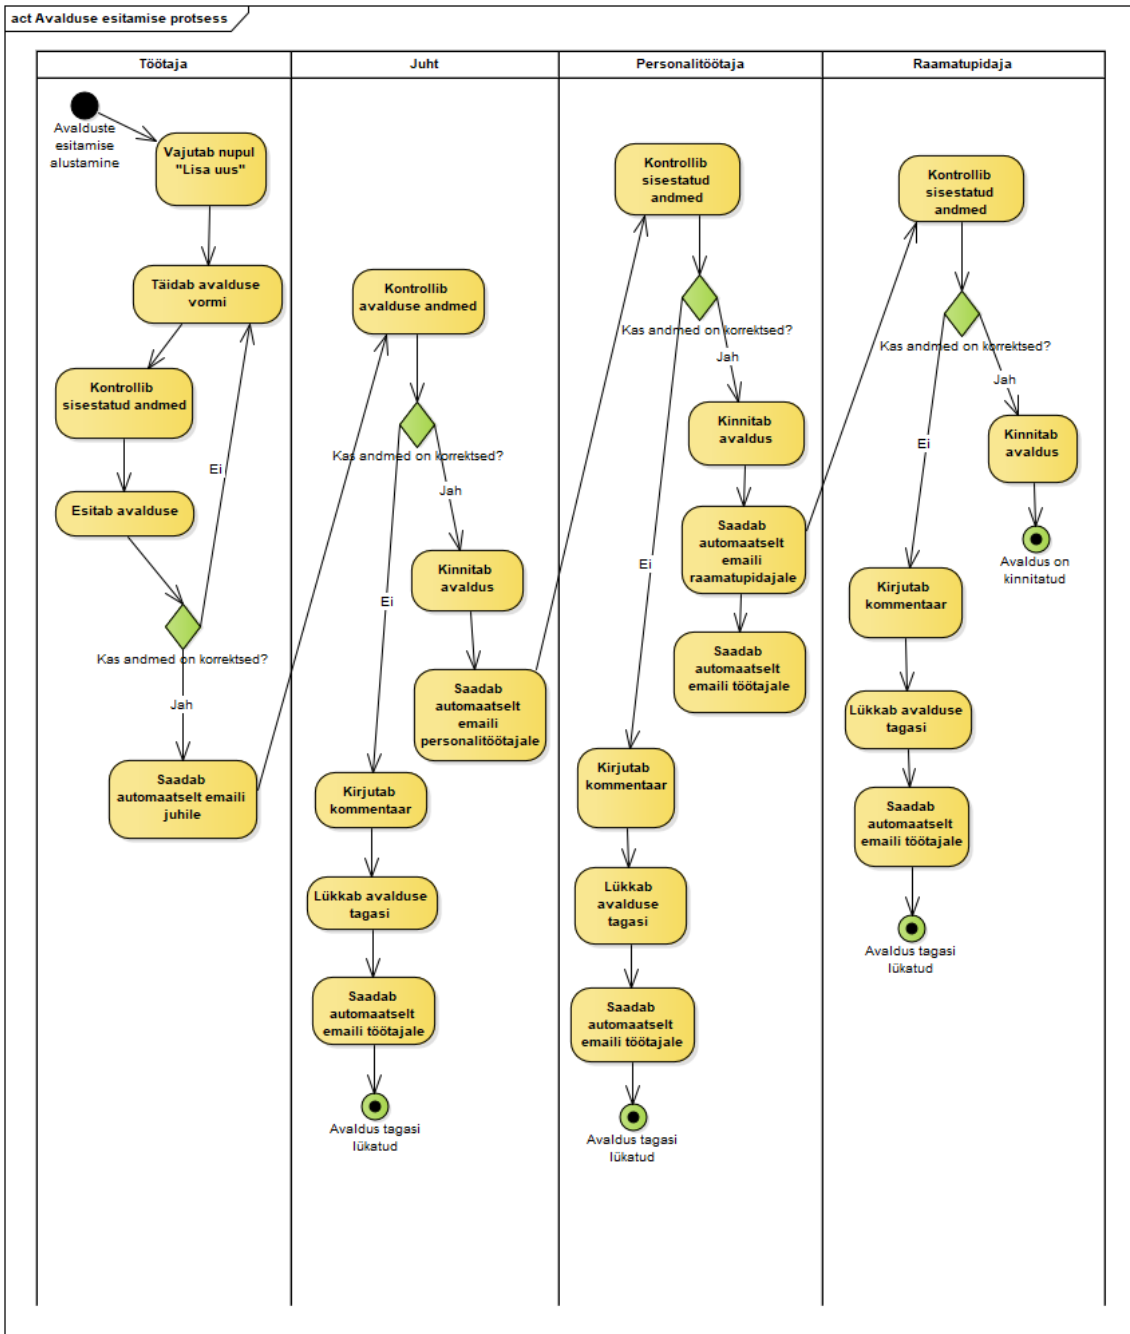 act Avalduse esitamise protsess
Töötaja
Juht
Personalitöötaja
Raamatupidaja
Avalduste
esitamise
alustamine
Vajutab nupul
"Lisa uus"
Täidab avalduse
vormi
Kontrollib
sisestatud andmed
Esitab avalduse
Ei
Kas andmed on korrektsed?
Jah
Saadab
automaatselt emaili
juhile
Kontrollib
avalduse andmed
Kas andmed on korrektsed?
Jah
Ei
Kinnitab
avaldus
Saadab
automaatselt
emaili
personalitöötajale
Kirjutab
kommentaar
Lükkab avalduse
tagasi
Saadab
automaatselt
emaili töötajale
Avaldus tagasi
lükatud
Kontrollib
sisestatud
andmed
Kas andmed on korrektsed?
Jah
Ei
Kinnitab
avaldus
Saadab
automaatselt
emaili
raamatupidajale
Saadab
automaatselt
emaili töötajale
Kirjutab
kommentaar
Lükkab
avalduse
tagasi
Saadab
automaatselt
emaili töötajale
Avaldus tagasi
lükatud
Kontrollib
sisestatud
andmed
Kas andmed on korrektsed?
Jah
Ei
Kinnitab
avaldus
Avaldus on
kinnitatud
Kirjutab
kommentaar
Lükkab avalduse
tagasi
Saadab
automaatselt
emaili töötajale
Avaldus tagasi
lükatud